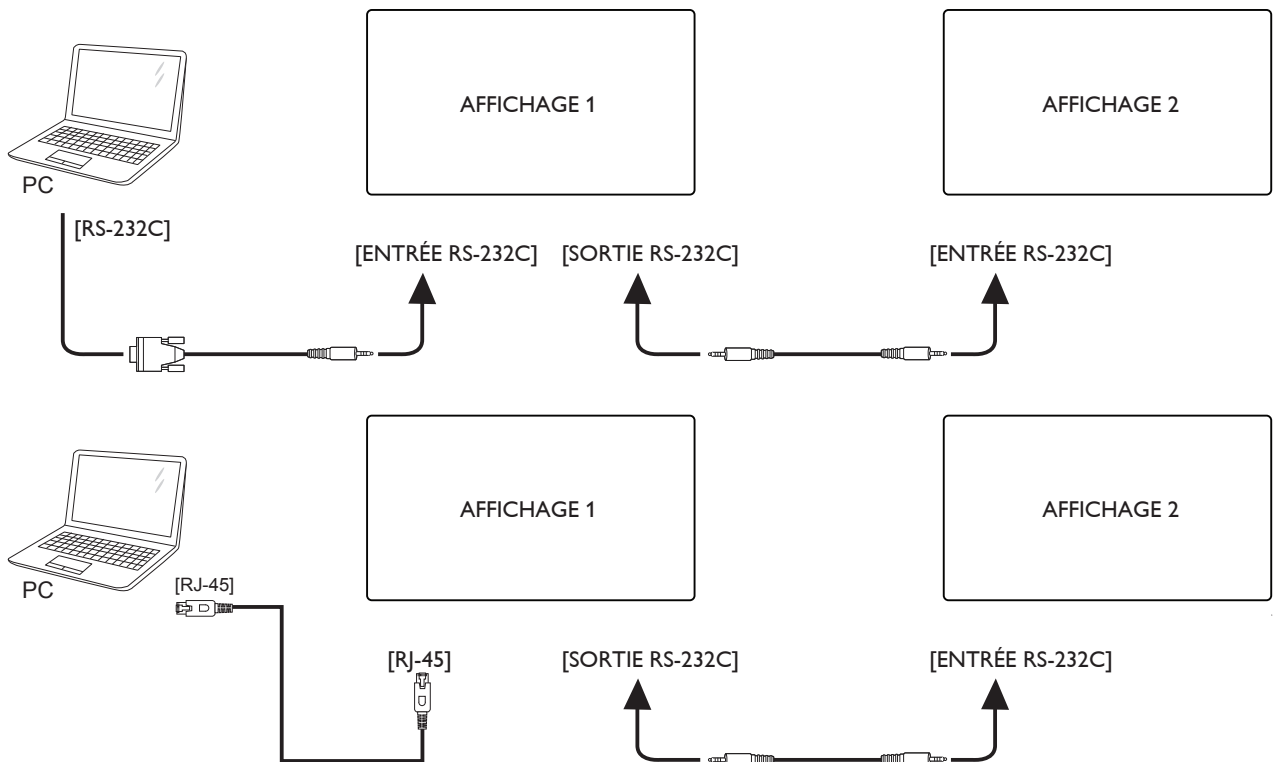 AFFICHAGE 1
AFFICHAGE 2
PC
[RS-232C]
[ENTRÉE RS-232C]
[SORTIE RS-232C]
[ENTRÉE RS-232C]
AFFICHAGE 1
AFFICHAGE 2
PC
[RJ-45]
[RJ-45]
[SORTIE RS-232C]
[ENTRÉE RS-232C]